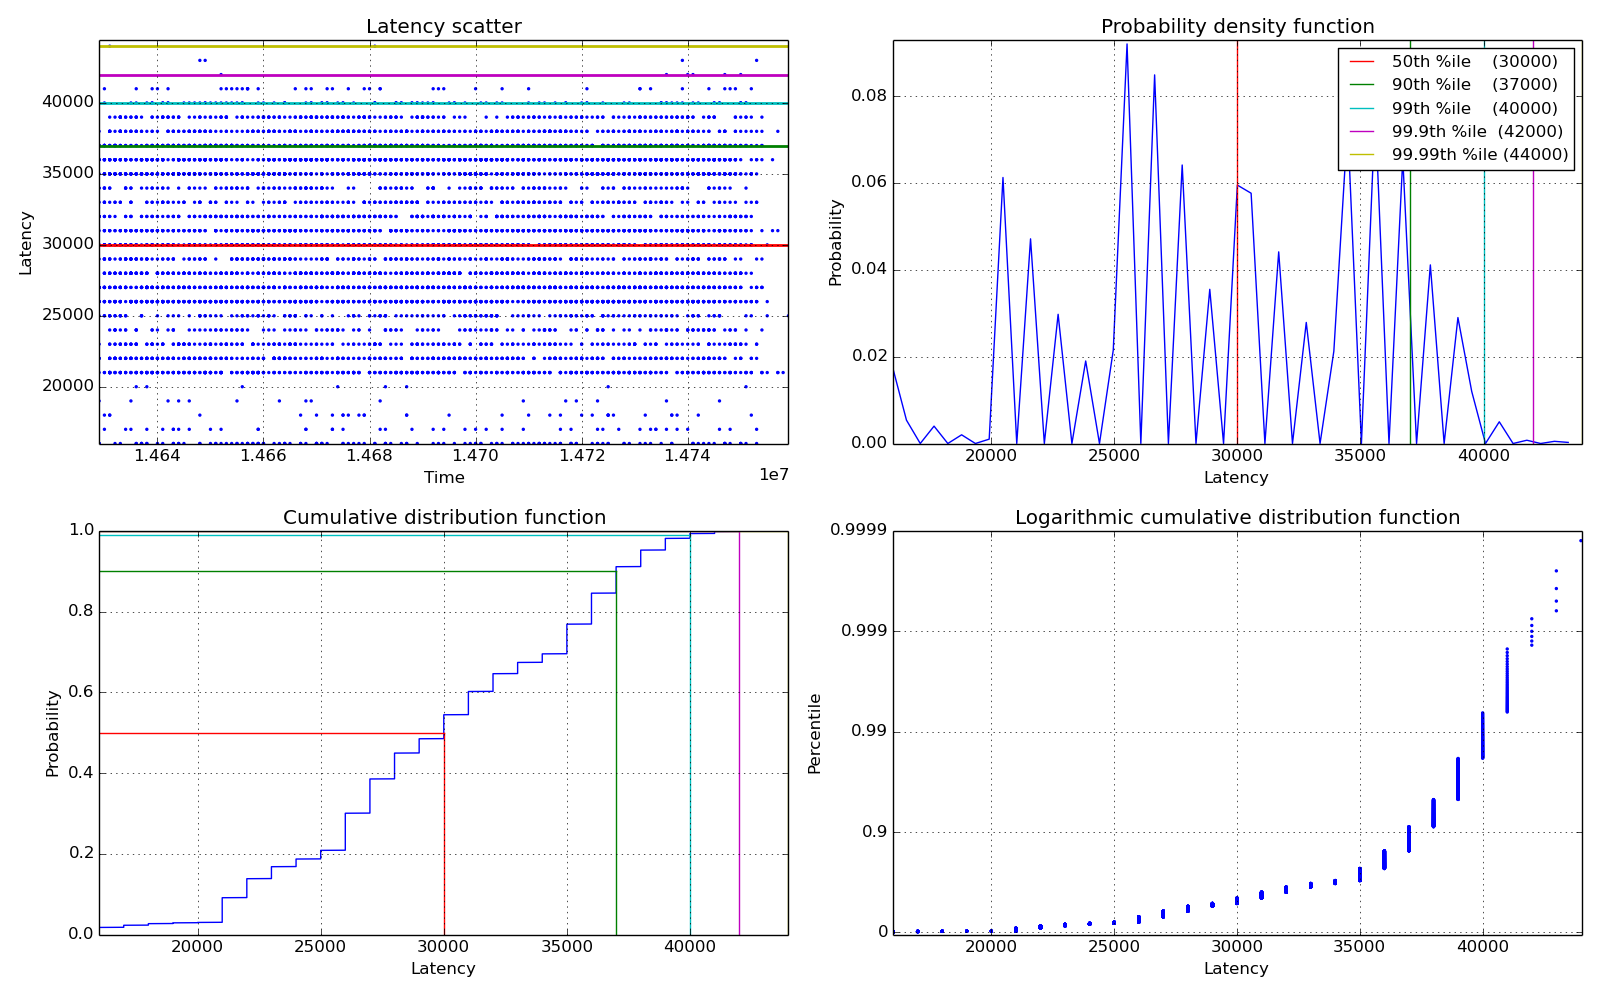 Latency scatter
40000
35000
30000
25000
20000
Latency
1.464 1.466 1.468 1.470 1.472 1.474
1e7
Time
Probability density function
50th %ile (30000)
90th %ile (37000)
99th %ile (40000)
99.9th %ile (42000)
99.99th %ile (44000)
0.08
0.06
0.04
0.02
0.00
Probability
20000 25000 30000 35000 40000
Latency
Cumulative distribution function
1.0
0.8
0.6
0.4
0.2
0.0
Probability
20000 25000 30000 35000 40000
Latency
Logarithmic cumulative distribution function
0.9999
0.999
0.99
0.9
0
Percentile
20000 25000 30000 35000 40000
Latency